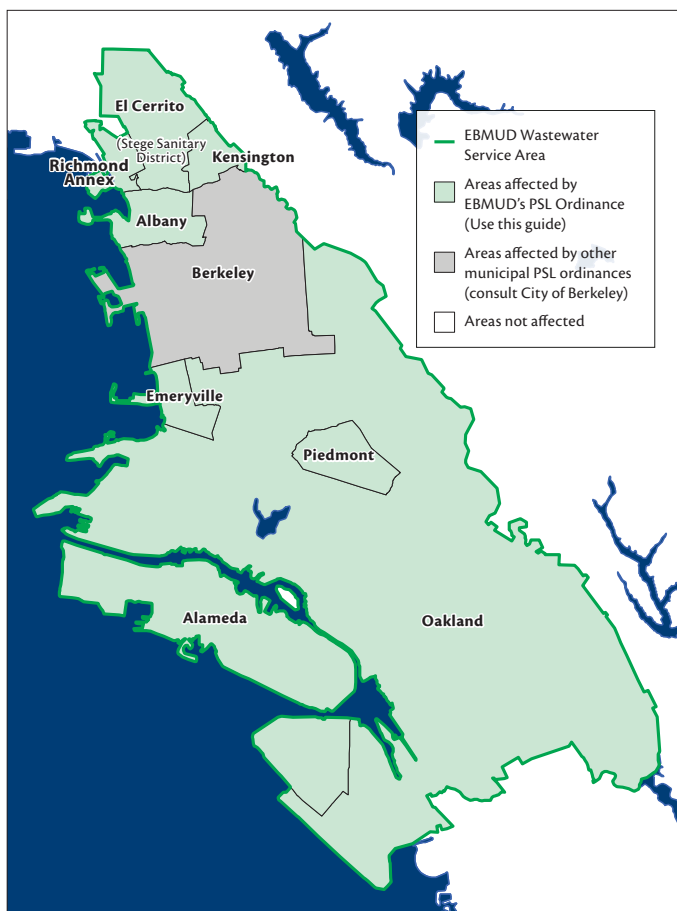 El Cerrito
(Stege Sanitary
District)
Kensington
Richmond
Annex
Albany
Berkeley
Emeryville
Piedmont
Alameda
Oakland
EBMUD Wastewater
Service Area
Areas affected by
EBMUD's PSL Ordinance
(Use this guide)
Areas affected by other
municipal PSL ordinances
(consult City of Berkeley)
Areas not affected